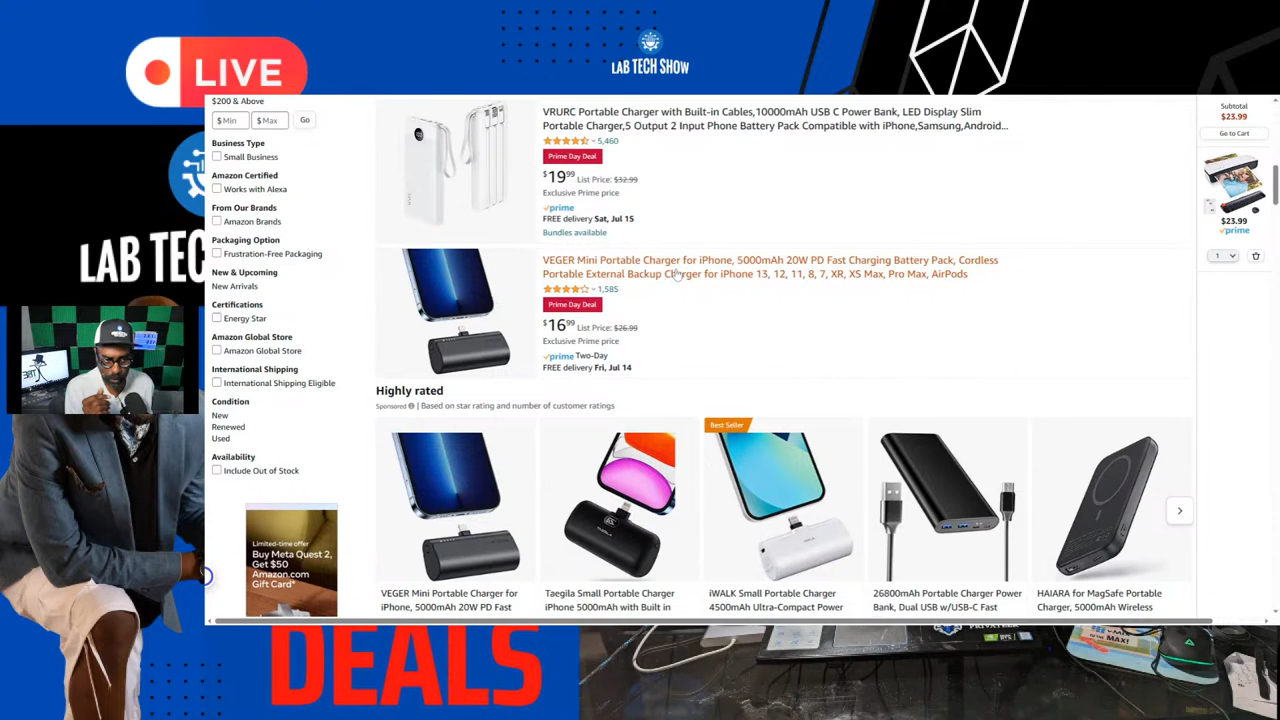 LIVE
LAB TECH SHOW
LAB TECH
$200 & Above
$ Min
$ Max
Go
Business Type
Small Business
Amazon Certified
Works with Alexa
From Our Brands
Amazon Brands
Packaging Option
Frustration-Free Packaging
New & Upcoming
New Arrivals
Certifications
Energy Star
Amazon Global Store
Amazon Global Store
International Shipping
International Shipping Eligible
Condition
New
Renewed
Used
Availability
Include Out of Stock
Limited-time offer
Buy Meta Quest 2,
Get $50
Amazon.com
Gift Card*
VRURC Portable Charger with Built-in Cables,10000mAh USB C Power Bank, LED Display Slim
Portable Charger,5 Output 2 Input Phone Battery Pack Compatible with iPhone,Samsung,Android...
5,460
Prime Day Deal
$19.99 List Price: $32.99
Exclusive Prime price
prime
FREE delivery Sat, Jul 15
Bundles available
VEGER Mini Portable Charger for iPhone, 5000mAh 20W PD Fast Charging Battery Pack, Cordless
Portable External Backup Charger for iPhone 13, 12, 11, 8, 7, XR, XS Max, Pro Max, AirPods
1,585
Prime Day Deal
$16.99 List Price: $26.99
Exclusive Prime price
prime Two-Day
FREE delivery Fri, Jul 14
Highly rated
Sponsored | Based on star rating and number of customer ratings
Best Seller
VEGER Mini Portable Charger for
iPhone, 5000mAh 20W PD Fast
Taegila Small Portable Charger
iPhone 5000mAh with Built in
iWALK Small Portable Charger
4500mAh Ultra-Compact Power
26800mAh Portable Charger Power
Bank, Dual USB w/USB-C Fast
HAIARA for MagSafe Portable
Charger, 5000mAh Wireless
Subtotal
$23.99
Go to Cart
$23.99
prime
1
DEALS